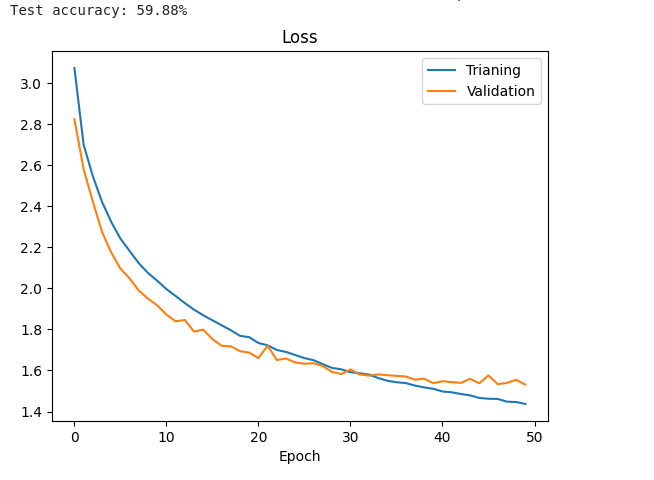 Test accuracy: 59.88%
Loss
3.0
2.8
2.6
2.4
2.2
2.0
1.8
1.6
1.4
Trianing
Validation
0 10 20 30 40 50
Epoch